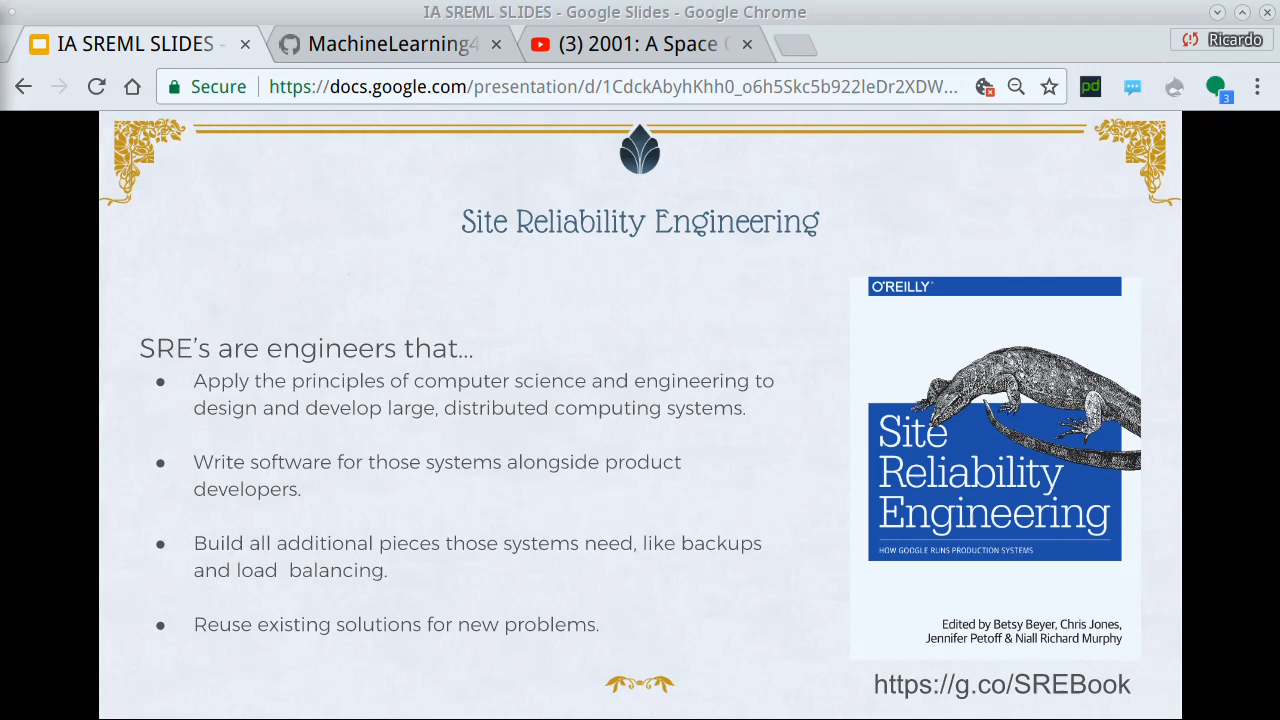 IA SREML SLIDES - Google Slides - Google Chrome
IA SREML SLIDES -
MachineLearning4
(3) 2001: A Space
Ricardo
Secure
https://docs.google.com/presentation/d/1CdckAbyhKhh0_o6h5Skc5b922leDr2XDW...
pd
3
Site Reliability Engineering
SRE's are engineers that...
● Apply the principles of computer science and engineering to
design and develop large, distributed computing systems.
● Write software for those systems alongside product
developers.
● Build all additional pieces those systems need, like backups
and load balancing.
● Reuse existing solutions for new problems.
O'REILLY
Site
Reliability
Engineering
HOW GOOGLE RUNS PRODUCTION SYSTEMS
Edited by Betsy Beyer, Chris Jones,
Jennifer Petoff & Niall Richard Murphy
https://g.co/SREBook